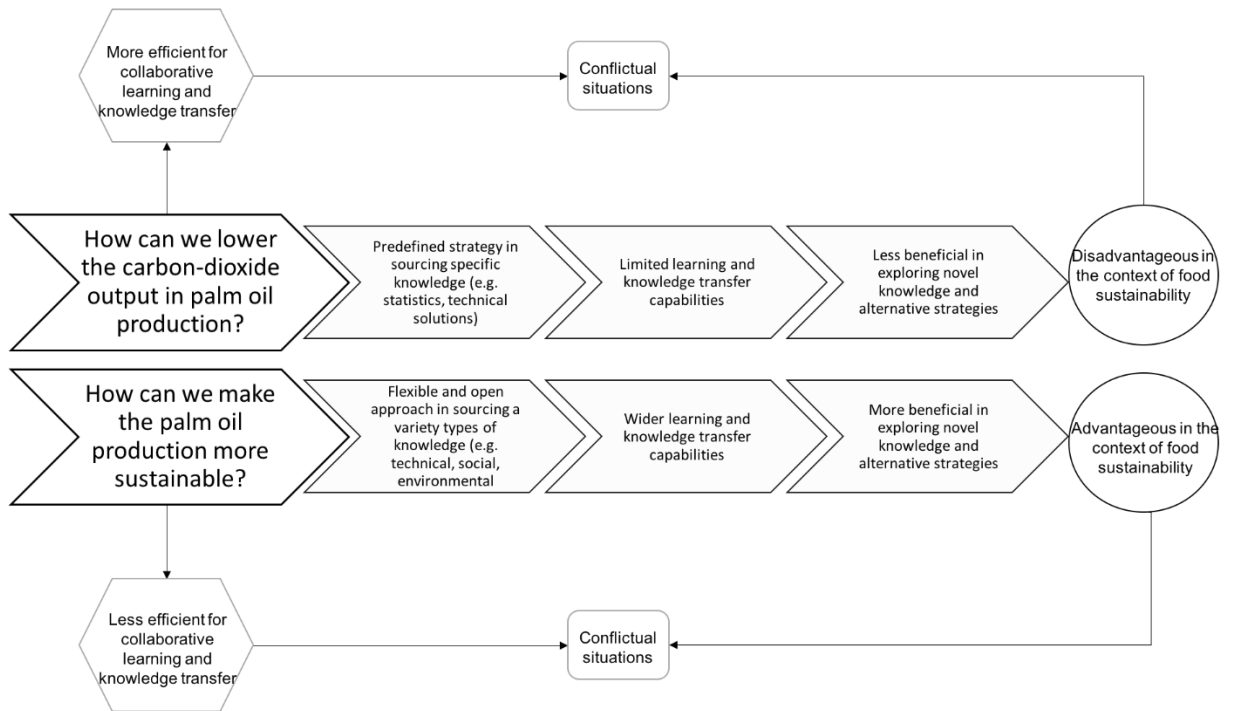 More efficient for
collaborative
learning and
knowledge transfer
Conflictual
situations
How can we lower
the carbon-dioxide
output in palm oil
production?
Predefined strategy in
sourcing specific
knowledge (e.g.
statistics, technical
solutions)
Limited learning and
knowledge transfer
capabilities
Less beneficial in
exploring novel
knowledge and
alternative strategies
Disadvantageous in
the context of food
sustainability
How can we make
the palm oil
production more
sustainable?
Flexible and open
approach in sourcing a
variety types of
knowledge (e.g.
technical, social,
environmental
Wider learning and
knowledge transfer
capabilities
More beneficial in
exploring novel
knowledge and
alternative strategies
Advantageous in the
context of food
sustainability
Less efficient for
collaborative
learning and
knowledge transfer
Conflictual
situations